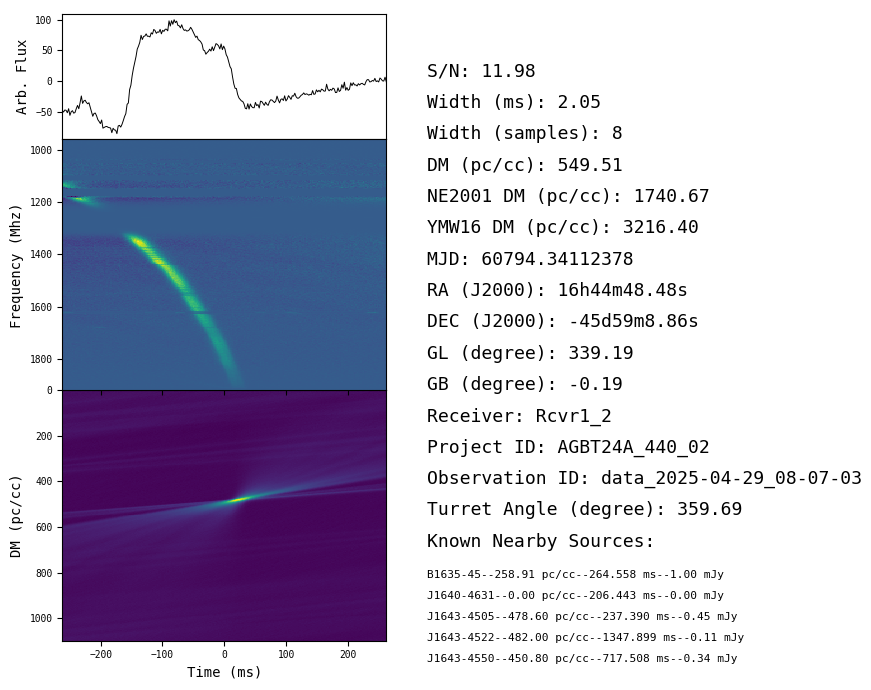 100
50
0
−50
Arb. Flux
1000
1200
1400
1600
1800
Frequency (Mhz)
0
200
400
600
800
1000
DM (pc/cc)
−200
−100
0
100
200
Time (ms)
S/N: 11.98
Width (ms): 2.05
Width (samples): 8
DM (pc/cc): 549.51
NE2001 DM (pc/cc): 1740.67
YMW16 DM (pc/cc): 3216.40
MJD: 60794.34112378
RA (J2000): 16h44m48.48s
DEC (J2000): -45d59m8.86s
GL (degree): 339.19
GB (degree): -0.19
Receiver: Rcvr1_2
Project ID: AGBT24A_440_02
Observation ID: data_2025-04-29_08-07-03
Turret Angle (degree): 359.69
Known Nearby Sources:
B1635-45--258.91 pc/cc--264.558 ms--1.00 mJy
J1640-4631--0.00 pc/cc--206.443 ms--0.00 mJy
J1643-4505--478.60 pc/cc--237.390 ms--0.45 mJy
J1643-4522--482.00 pc/cc--1347.899 ms--0.11 mJy
J1643-4550--450.80 pc/cc--717.508 ms--0.34 mJy